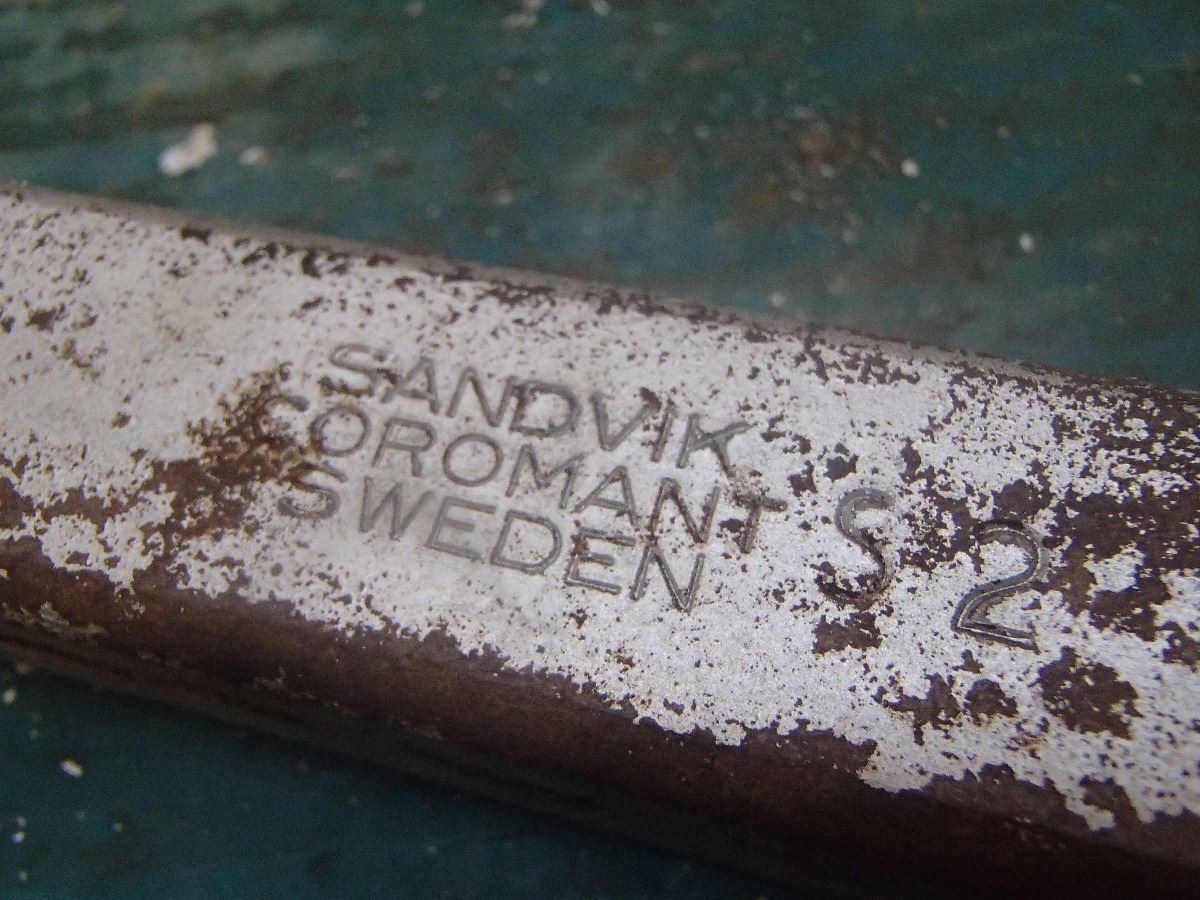 SANDVIK
COROMANT
SWEDEN
S 2